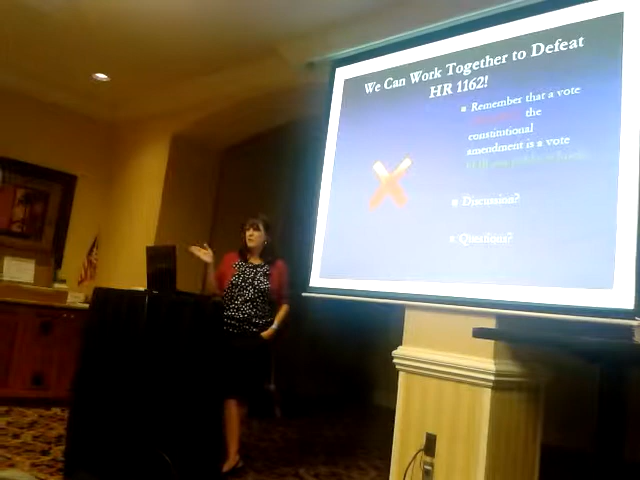 We Can Work Together to Defeat
HR 1162!
Remember that a vote
the
constitutional
amendment is a vote
Discussion?
Questions?